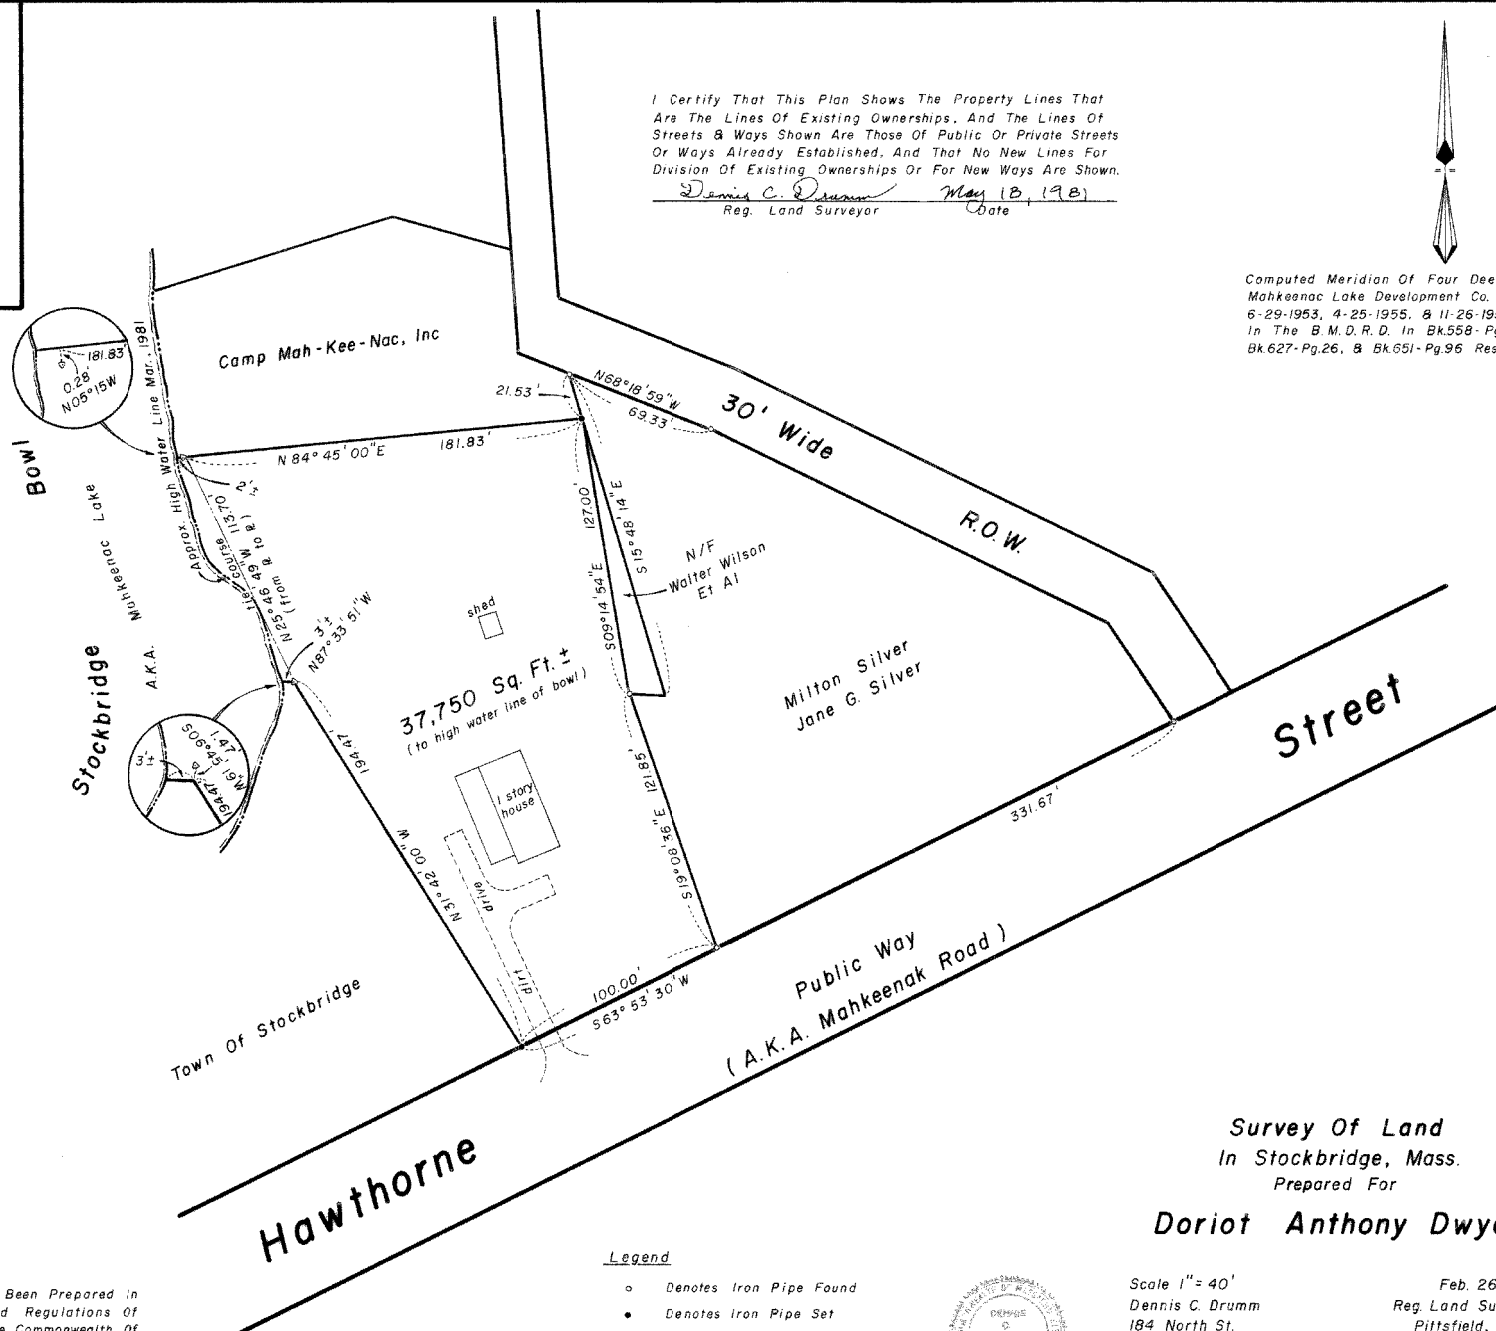 I Certify That This Plan Shows The Property Lines That
Are The Lines Of Existing Ownerships, And The Lines Of
Streets & Ways Shown Are Those Of Public Or Private Streets
Or Ways Already Established, And That No New Lines For
Division Of Existing Ownerships Or For New Ways Are Shown.
Dennis C. Drumm May 18, 1981
Reg. Land Surveyor Date
Computed Meridian Of Four Dee
Mahkeenac Lake Development Co.
6-29-1953, 4-25-1955, & 11-26-19
In The B.M.D.R.D. In Bk.558-Pg
Bk.627-Pg.26, & Bk.651-Pg.96 Res
Camp Mah-Kee-Nac, Inc
181.83'
0.28'
N05°15W
Approx. High Water Line Mar. 1981
21.53'
N68°18'59"W
69.33'
30' Wide
R.O.W.
N 84°45'00"E
181.83'
2'±
Stockbridge Bowl
A.K.A. Mahkeenac Lake
tie course 113.70'
N25°46'49"W
(from ⅊ to ⅊)
3'±
N87°33'51"W
127.00'
S09°14'54"E
S15°48'14"E
N/F
Walter Wilson
Et Al
shed
37,750 Sq. Ft. ±
(to high water line of bowl)
Milton Silver
Jane G. Silver
1.47'
S06°45'19"W
3'±
194.47'
194.47'
N31°42'00"W
1 story
house
121.85'
S19°08'36"E
331.67'
drive
dirt
100.00'
S63°53'30"W
Town Of Stockbridge
Public Way
(A.K.A. Mahkeenak Road)
Hawthorne Street
Survey Of Land
In Stockbridge, Mass.
Prepared For
Doriot Anthony Dwy
Scale 1"=40' Feb. 26
Dennis C. Drumm Reg. Land Su
184 North St. Pittsfield,
Legend
○ Denotes Iron Pipe Found
● Denotes Iron Pipe Set
Been Prepared In
d Regulations Of
e Commonwealth Of
DENNIS
C.